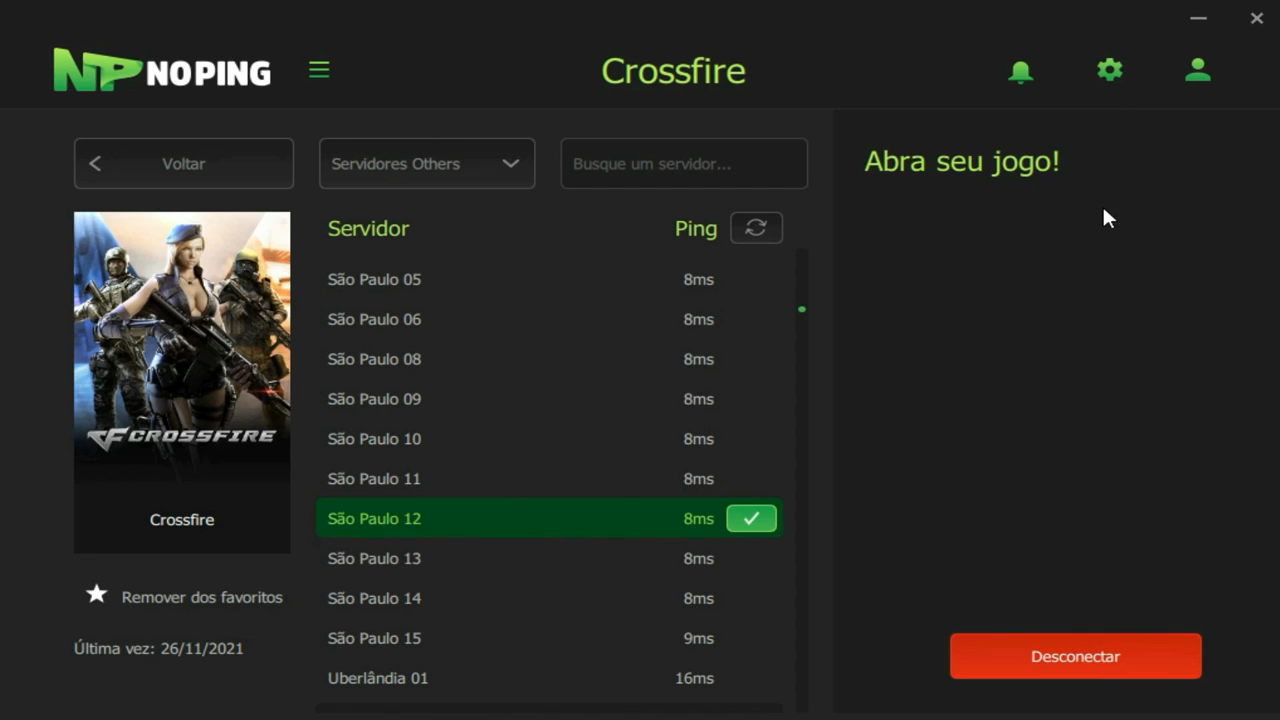 NP NOPING
Crossfire
Voltar
Servidores Others
Busque um servidor...
Abra seu jogo!
Servidor Ping
São Paulo 05 8ms
São Paulo 06 8ms
São Paulo 08 8ms
São Paulo 09 8ms
São Paulo 10 8ms
São Paulo 11 8ms
São Paulo 12 8ms
São Paulo 13 8ms
São Paulo 14 8ms
São Paulo 15 9ms
Uberlândia 01 16ms
CF CROSSFIRE
Crossfire
Remover dos favoritos
Última vez: 26/11/2021
Desconectar